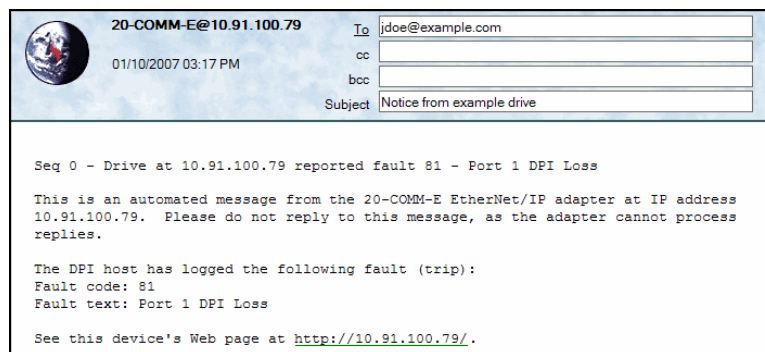 20-COMM-E@10.91.100.79
01/10/2007 03:17 PM
To jdoe@example.com
cc
bcc
Subject Notice from example drive
Seq 0 - Drive at 10.91.100.79 reported fault 81 - Port 1 DPI Loss
This is an automated message from the 20-COMM-E EtherNet/IP adapter at IP address
10.91.100.79.  Please do not reply to this message, as the adapter cannot process
replies.
The DPI host has logged the following fault (trip):
Fault code: 81
Fault text: Port 1 DPI Loss
See this device's Web page at http://10.91.100.79/.